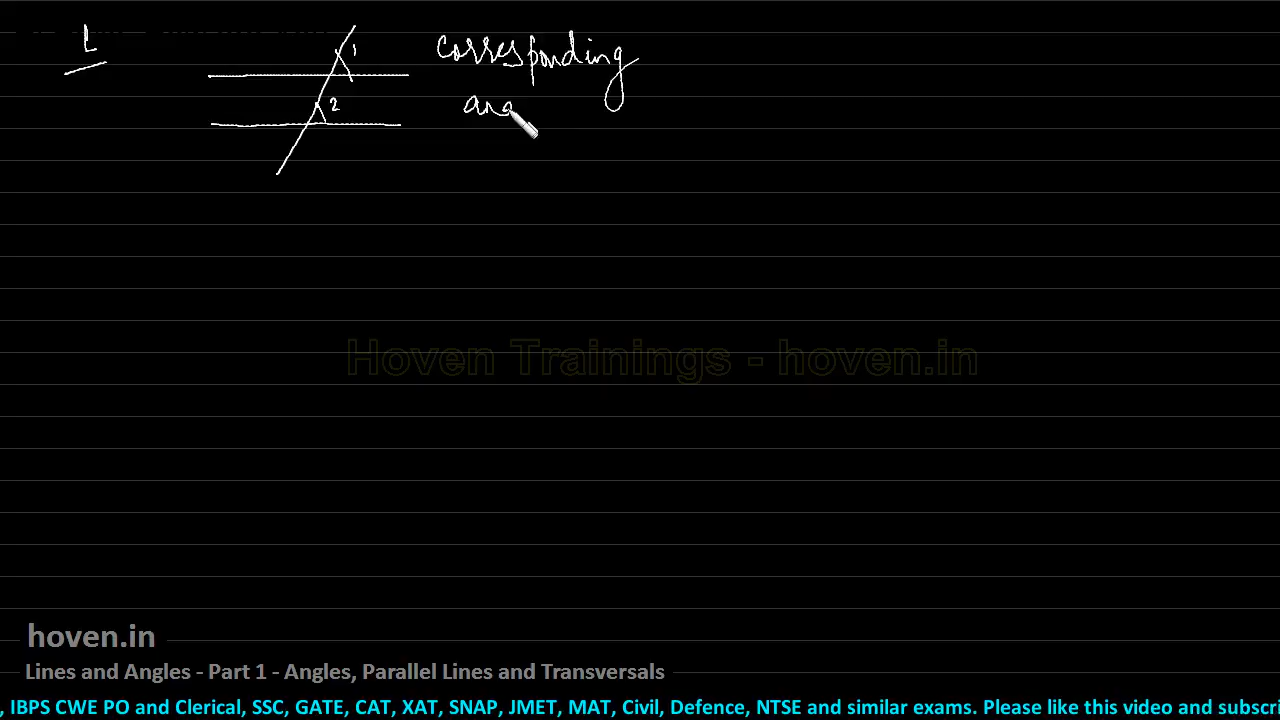 L
1
corresponding
2
ang
Hoven Trainings - hoven.in
hoven.in
Lines and Angles - Part 1 - Angles, Parallel Lines and Transversals
, IBPS CWE PO and Clerical, SSC, GATE, CAT, XAT, SNAP, JMET, MAT, Civil, Defence, NTSE and similar exams. Please like this video and subscri